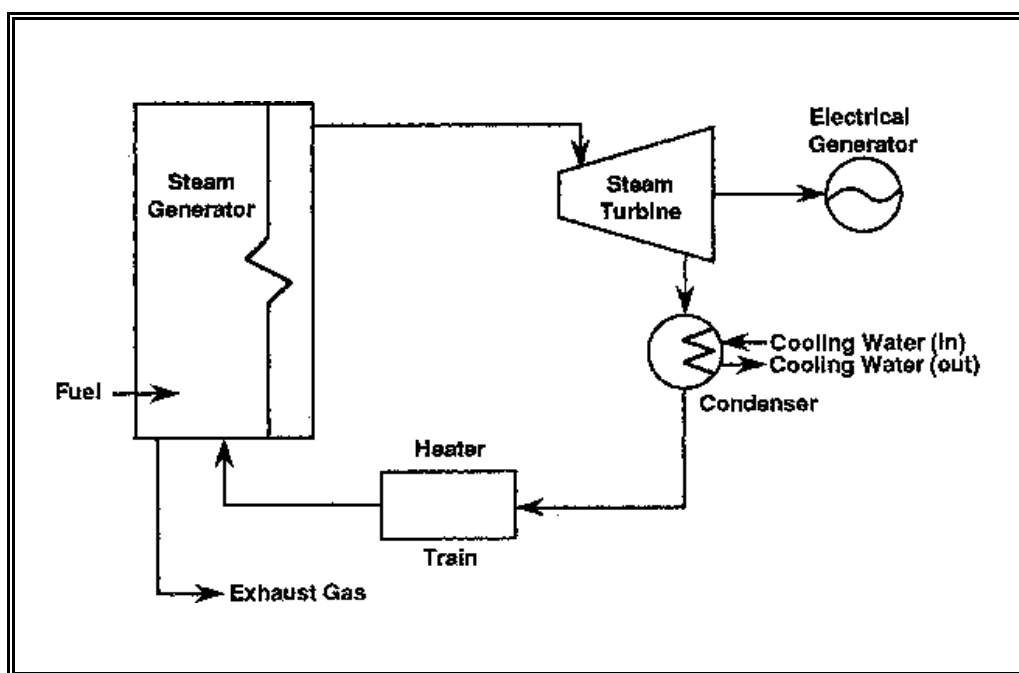 Electrical
Generator
Steam
Generator
Steam
Turbine
Cooling Water (in)
Cooling Water (out)
Condenser
Fuel
Heater
Train
Exhaust Gas